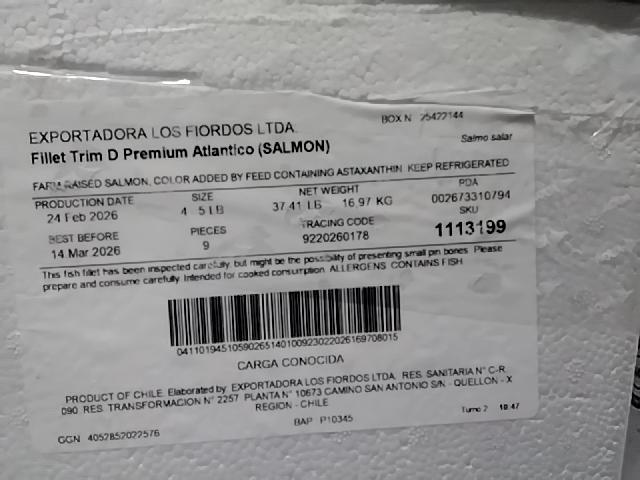 EXPORTADORA LOS FIORDOS LTDA. BOX N 25422144
Fillet Trim D Premium Atlantico (SALMON) Salmo salar
FARM RAISED SALMON, COLOR ADDED BY FEED CONTAINING ASTAXANTHIN. KEEP REFRIGERATED
PRODUCTION DATE SIZE NET WEIGHT PDA
24 Feb 2026 4 5 LB 37.41 LB 16.97 KG 002673310794
BEST BEFORE PIECES TRACING CODE SKU
14 Mar 2026 9 9220260178 1113199
This fish fillet has been inspected carefully, but might be the possibility of presenting small pin bones. Please
prepare and consume carefully. Intended for cooked consumption. ALLERGENS: CONTAINS FISH
CARGA CONOCIDA
PRODUCT OF CHILE. Elaborated by: EXPORTADORA LOS FIORDOS LTDA. RES. SANITARIA N° C-R.
090. RES. TRANSFORMACION N° 2257 PLANTA N° 10673 CAMINO SAN ANTONIO S/N - QUELLON - X
REGION - CHILE
BAP P10345 Turno 2 18:47
GGN 4052852022576